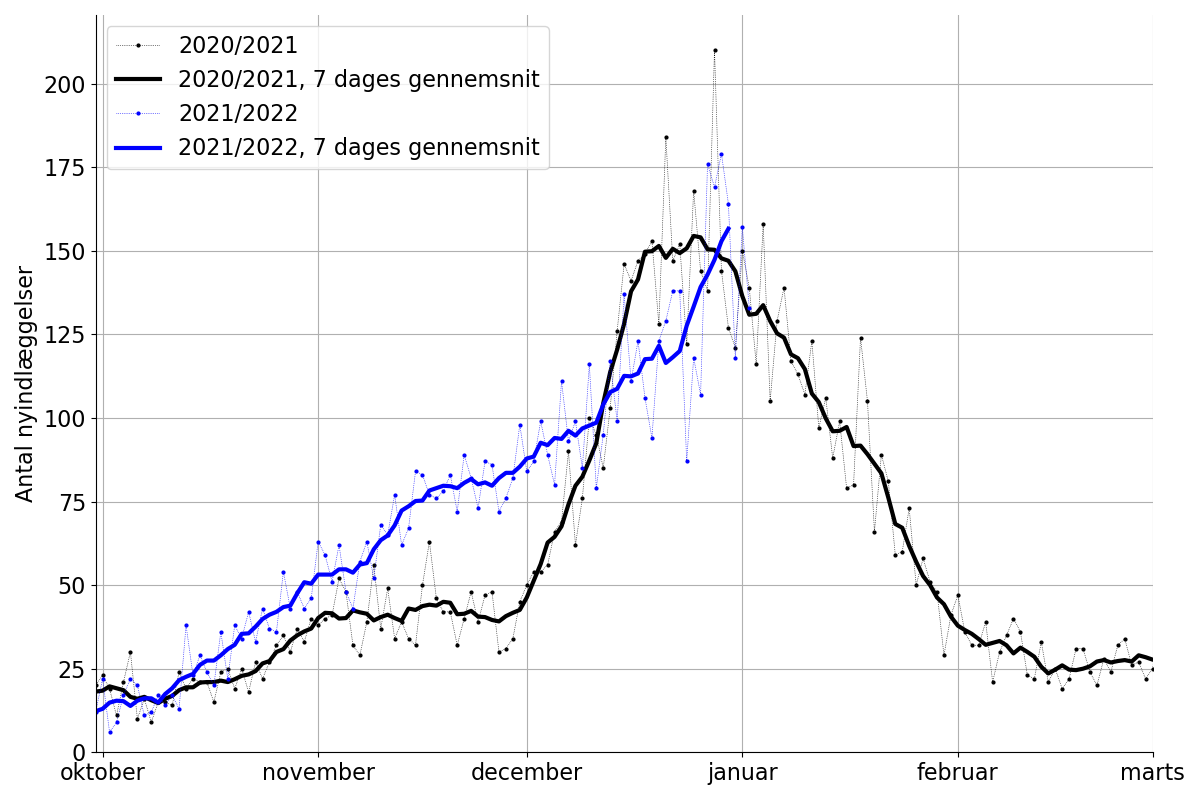 2020/2021
2020/2021, 7 dages gennemsnit
2021/2022
2021/2022, 7 dages gennemsnit
Antal nyindlæggelser
200
175
150
125
100
75
50
25
0
oktober november december januar februar marts